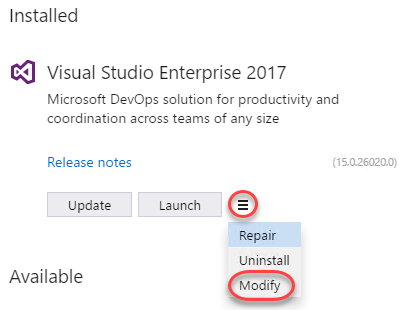 Installed
Visual Studio Enterprise 2017
Microsoft DevOps solution for productivity and
coordination across teams of any size
Release notes
(15.0.26020.0)
Update
Launch
Repair
Uninstall
Modify
Available